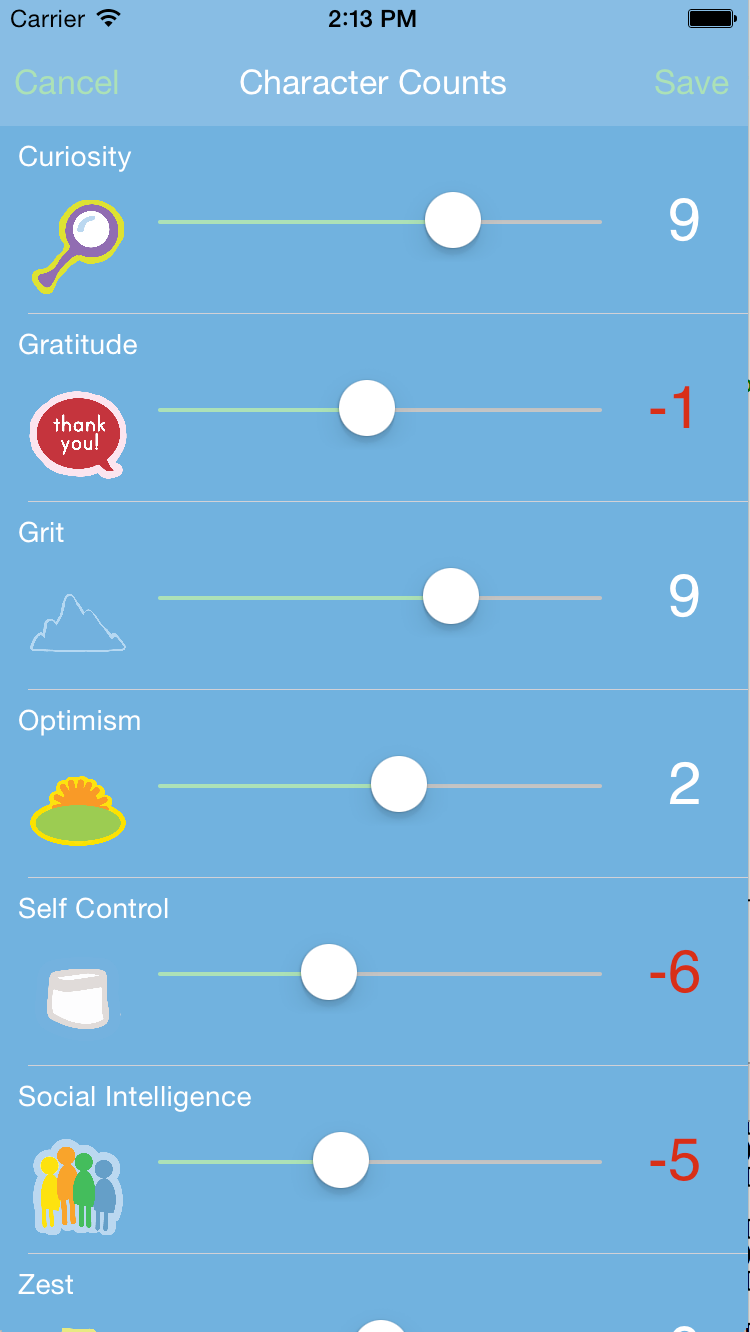 Carrier 2:13 PM
Cancel Character Counts Save
Curiosity
9
Gratitude
thank
you!
-1
Grit
9
Optimism
2
Self Control
-6
Social Intelligence
-5
Zest